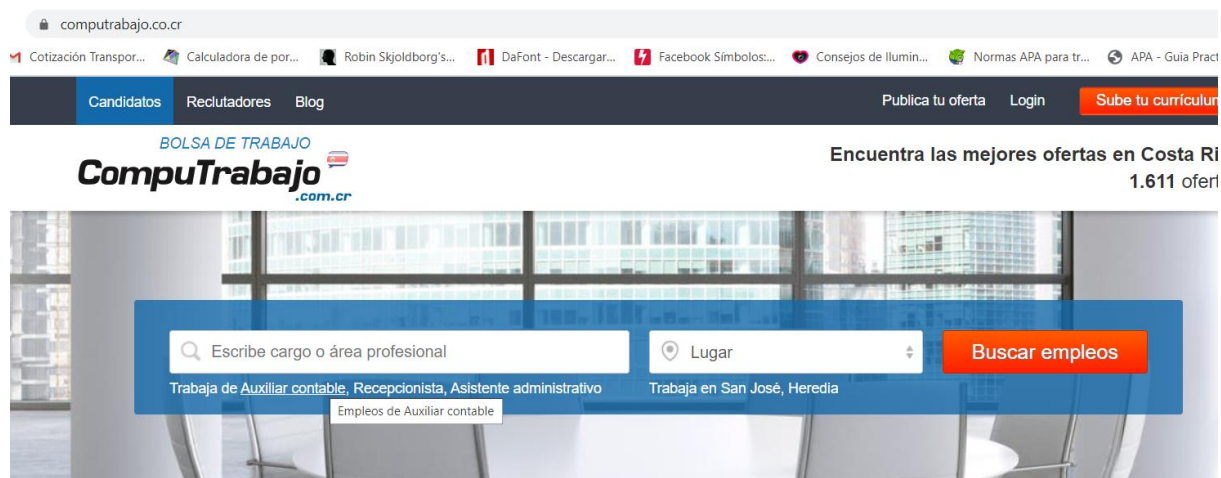 computrabajo.co.cr
Cotización Transpor... Calculadora de por... Robin Skjoldborg's... DaFont - Descargar... Facebook Símbolos:... Consejos de Ilumin... Normas APA para tr... APA - Guia Pract
Candidatos Reclutadores Blog Publica tu oferta Login Sube tu currículum
BOLSA DE TRABAJO
CompuTrabajo
.com.cr
Encuentra las mejores ofertas en Costa Ri
1.611 ofert
Escribe cargo o área profesional Lugar Buscar empleos
Trabaja de Auxiliar contable, Recepcionista, Asistente administrativo Trabaja en San José, Heredia
Empleos de Auxiliar contable